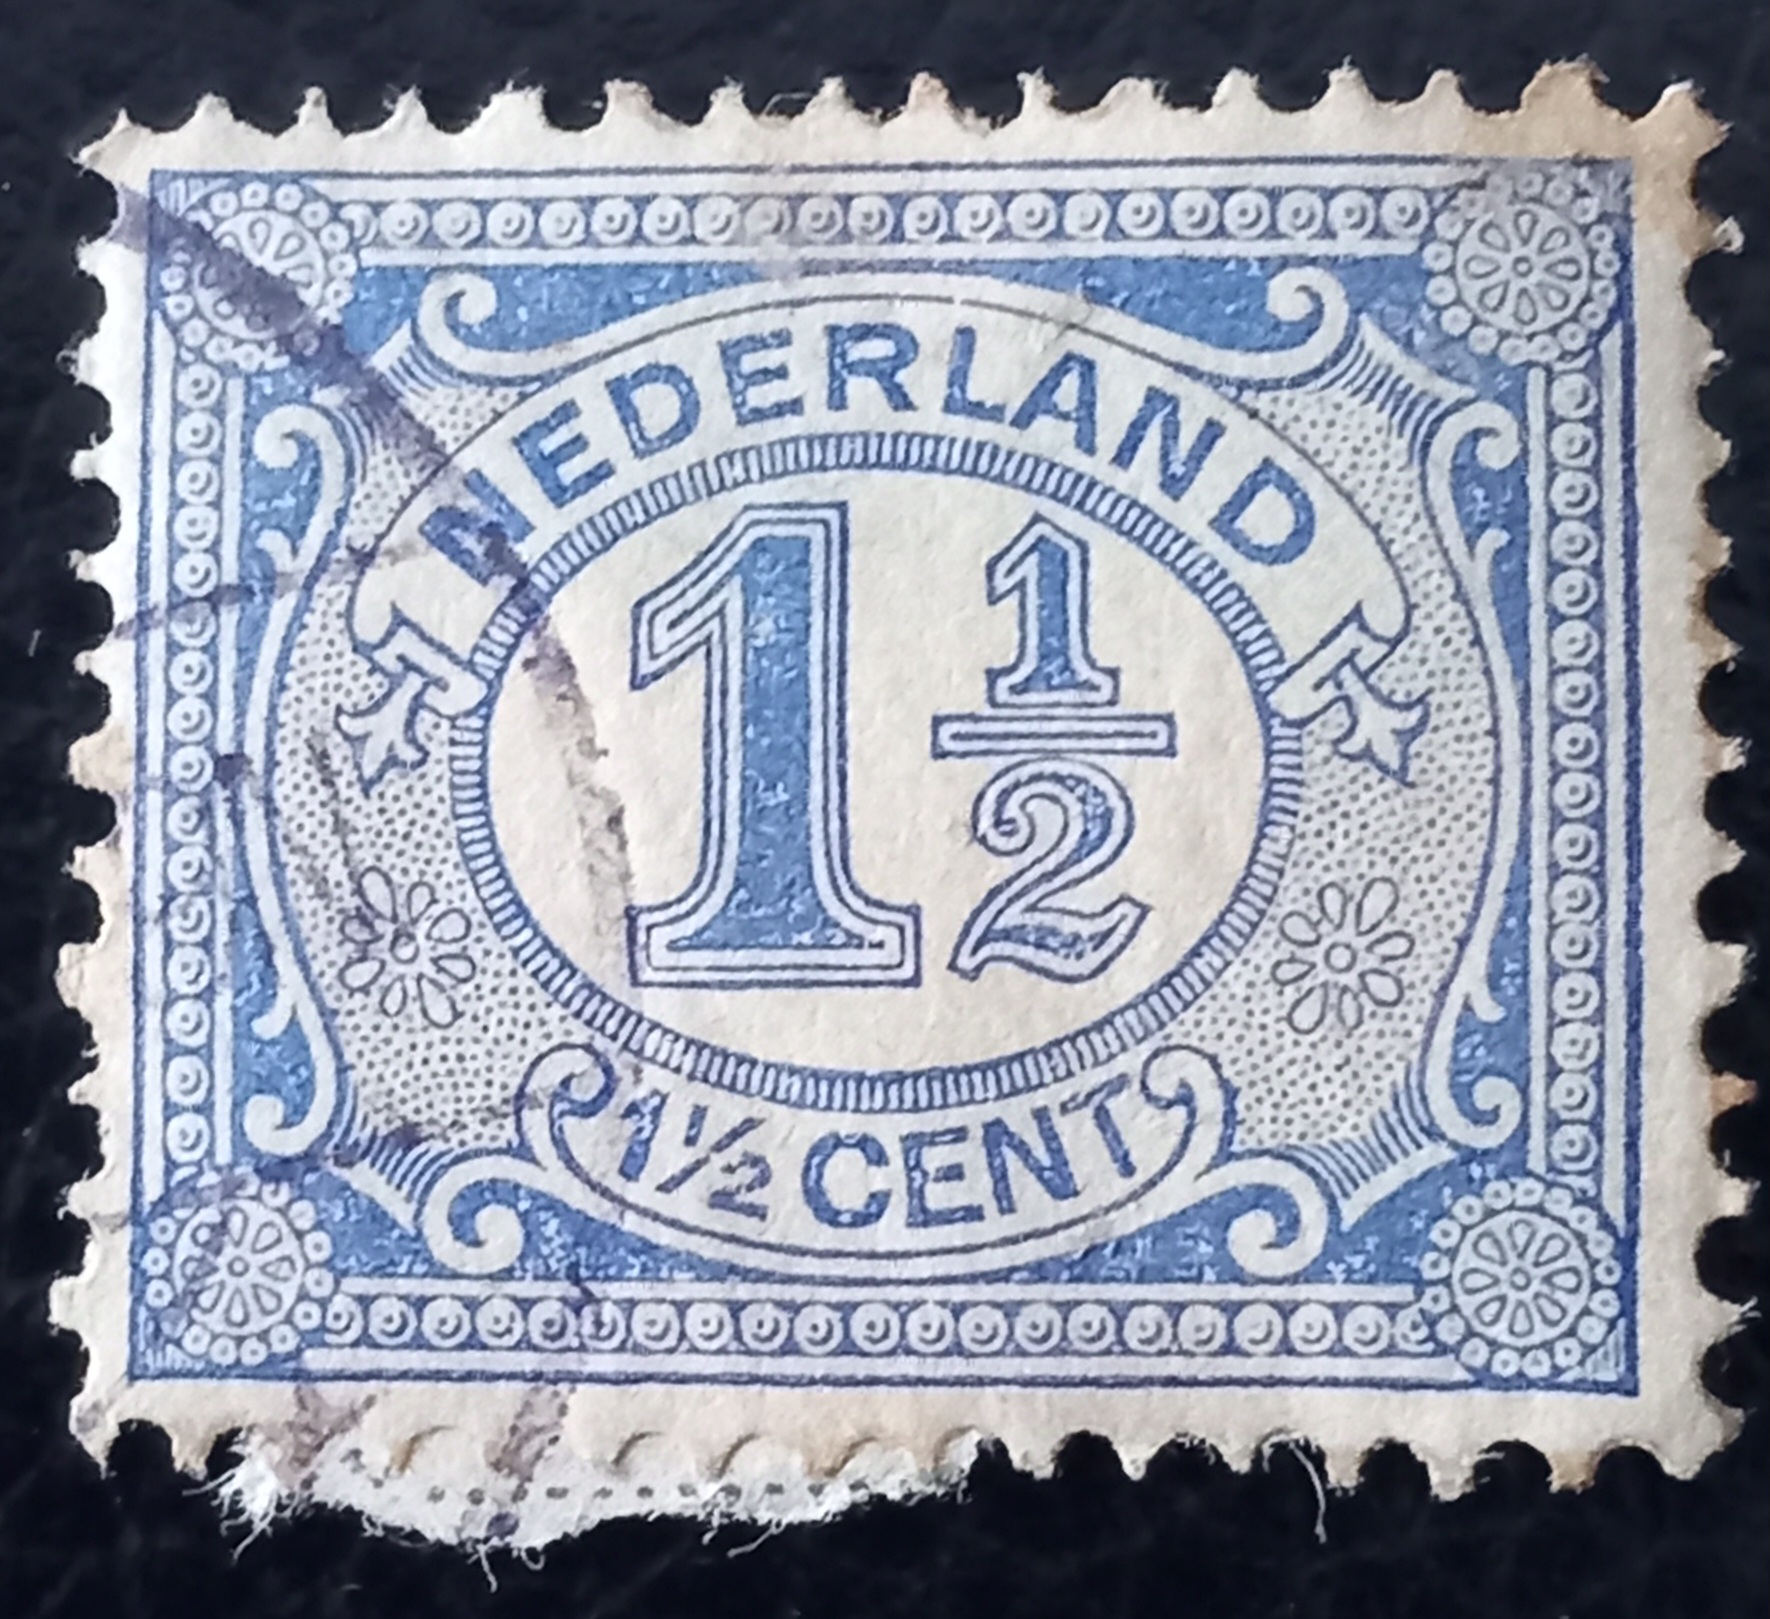 NEDERLAND
1 1/2
1½ CENT